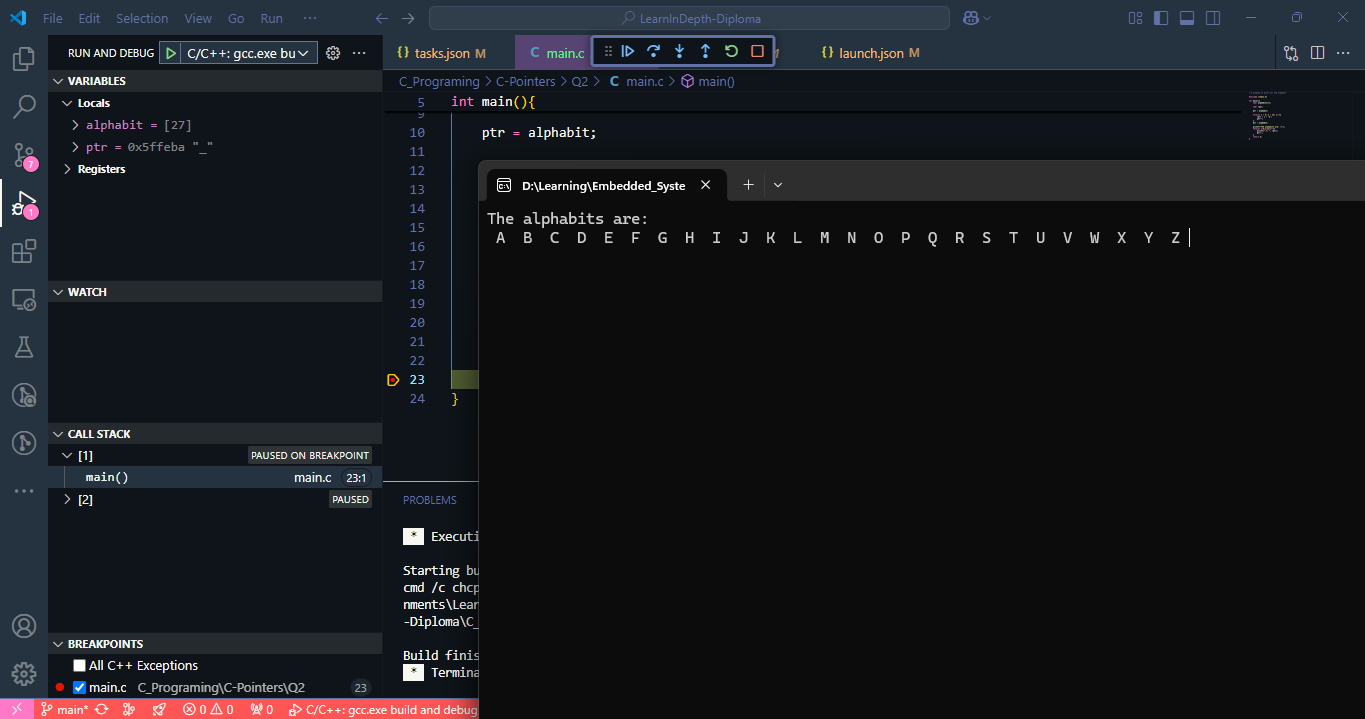 File Edit Selection View Go Run ··· LearnInDepth-Diploma
RUN AND DEBUG C/C++: gcc.exe bu ···
{} tasks.json M
C main.c
{} launch.json M
C_Programing > C-Pointers > Q2 > C main.c > main()
VARIABLES
Locals
alphabit = [27]
ptr = 0x5ffeba "_"
Registers
WATCH
CALL STACK
[1] PAUSED ON BREAKPOINT
main() main.c 23:1
[2] PAUSED
BREAKPOINTS
All C++ Exceptions
main.c C_Programing\C-Pointers\Q2 23
7
1
5 int main(){
9
10 ptr = alphabit;
11
12
13
14
15
16
17
18
19
20
21
22
23
24 }
D:\Learning\Embedded_Syste
The alphabits are:
A B C D E F G H I J K L M N O P Q R S T U V W X Y Z
PROBLEMS
* Executi
Starting bu
cmd /c chcp
nments\Lear
-Diploma\C_
Build finis
* Termina
main* 0 0 0 C/C++: gcc.exe build and debug